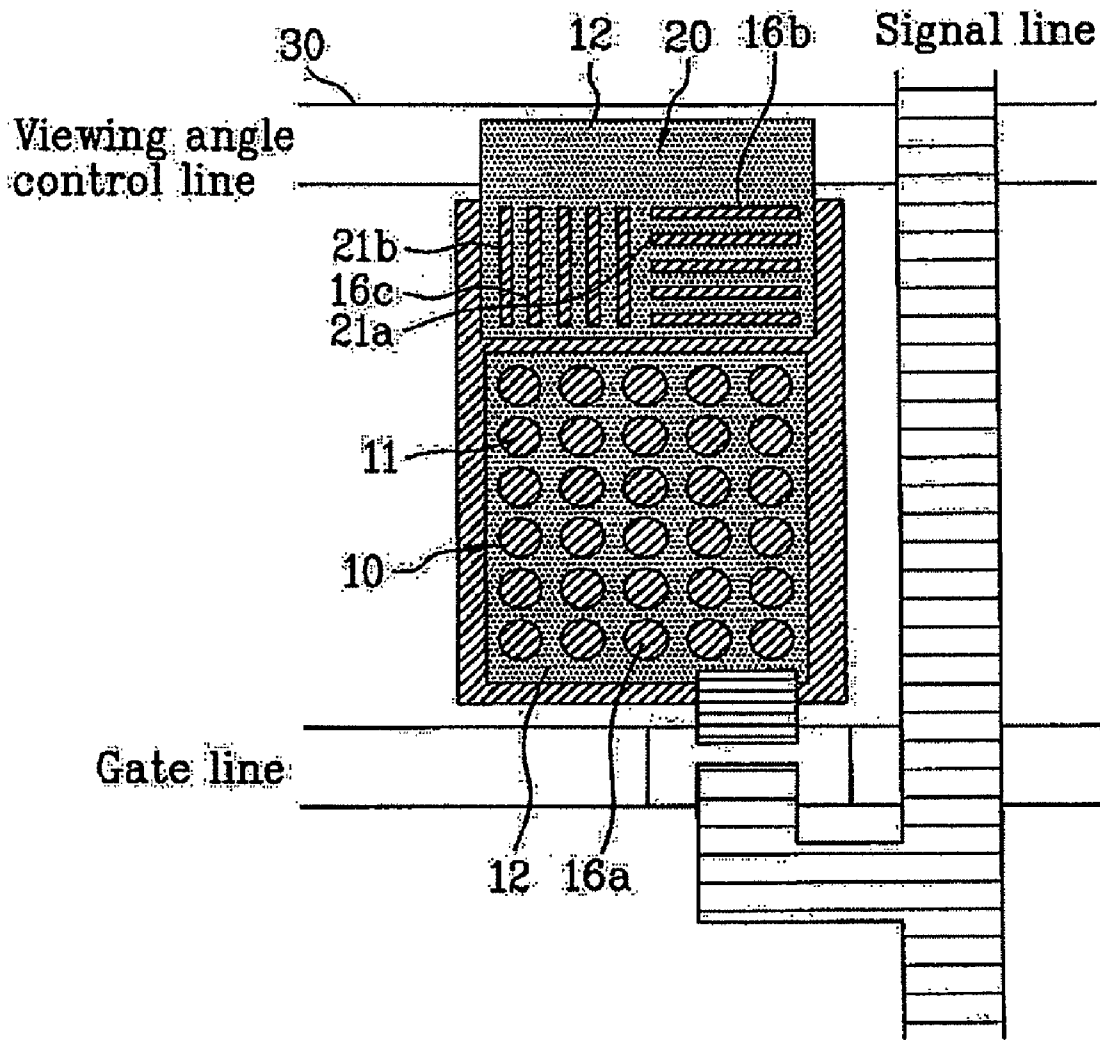 12 20 16b Signal line
30
Viewing angle
control line
21b
16c
21a
11
10
Gate line
12 16a